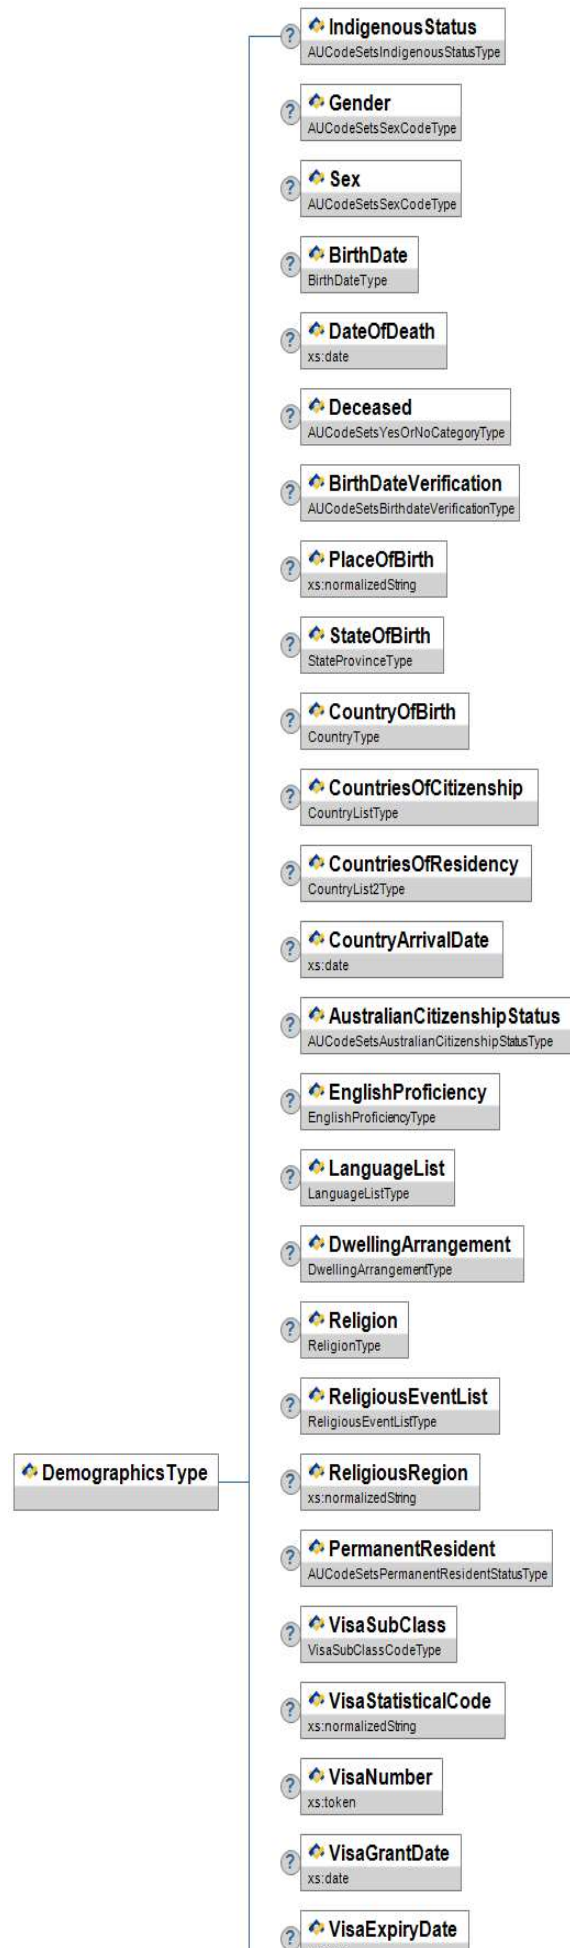 ?
IndigenousStatus
AUCodeSetsIndigenousStatusType
?
Gender
AUCodeSetsSexCodeType
?
Sex
AUCodeSetsSexCodeType
?
BirthDate
BirthDateType
?
DateOfDeath
xs:date
?
Deceased
AUCodeSetsYesOrNoCategoryType
?
BirthDateVerification
AUCodeSetsBirthdateVerificationType
?
PlaceOfBirth
xs:normalizedString
?
StateOfBirth
StateProvinceType
?
CountryOfBirth
CountryType
?
CountriesOfCitizenship
CountryListType
?
CountriesOfResidency
CountryList2Type
?
CountryArrivalDate
xs:date
?
AustralianCitizenshipStatus
AUCodeSetsAustralianCitizenshipStatusType
?
EnglishProficiency
EnglishProficiencyType
?
LanguageList
LanguageListType
?
DwellingArrangement
DwellingArrangementType
?
Religion
ReligionType
?
ReligiousEventList
ReligiousEventListType
DemographicsType
?
ReligiousRegion
xs:normalizedString
?
PermanentResident
AUCodeSetsPermanentResidentStatusType
?
VisaSubClass
VisaSubClassCodeType
?
VisaStatisticalCode
xs:normalizedString
?
VisaNumber
xs:token
?
VisaGrantDate
xs:date
?
VisaExpiryDate